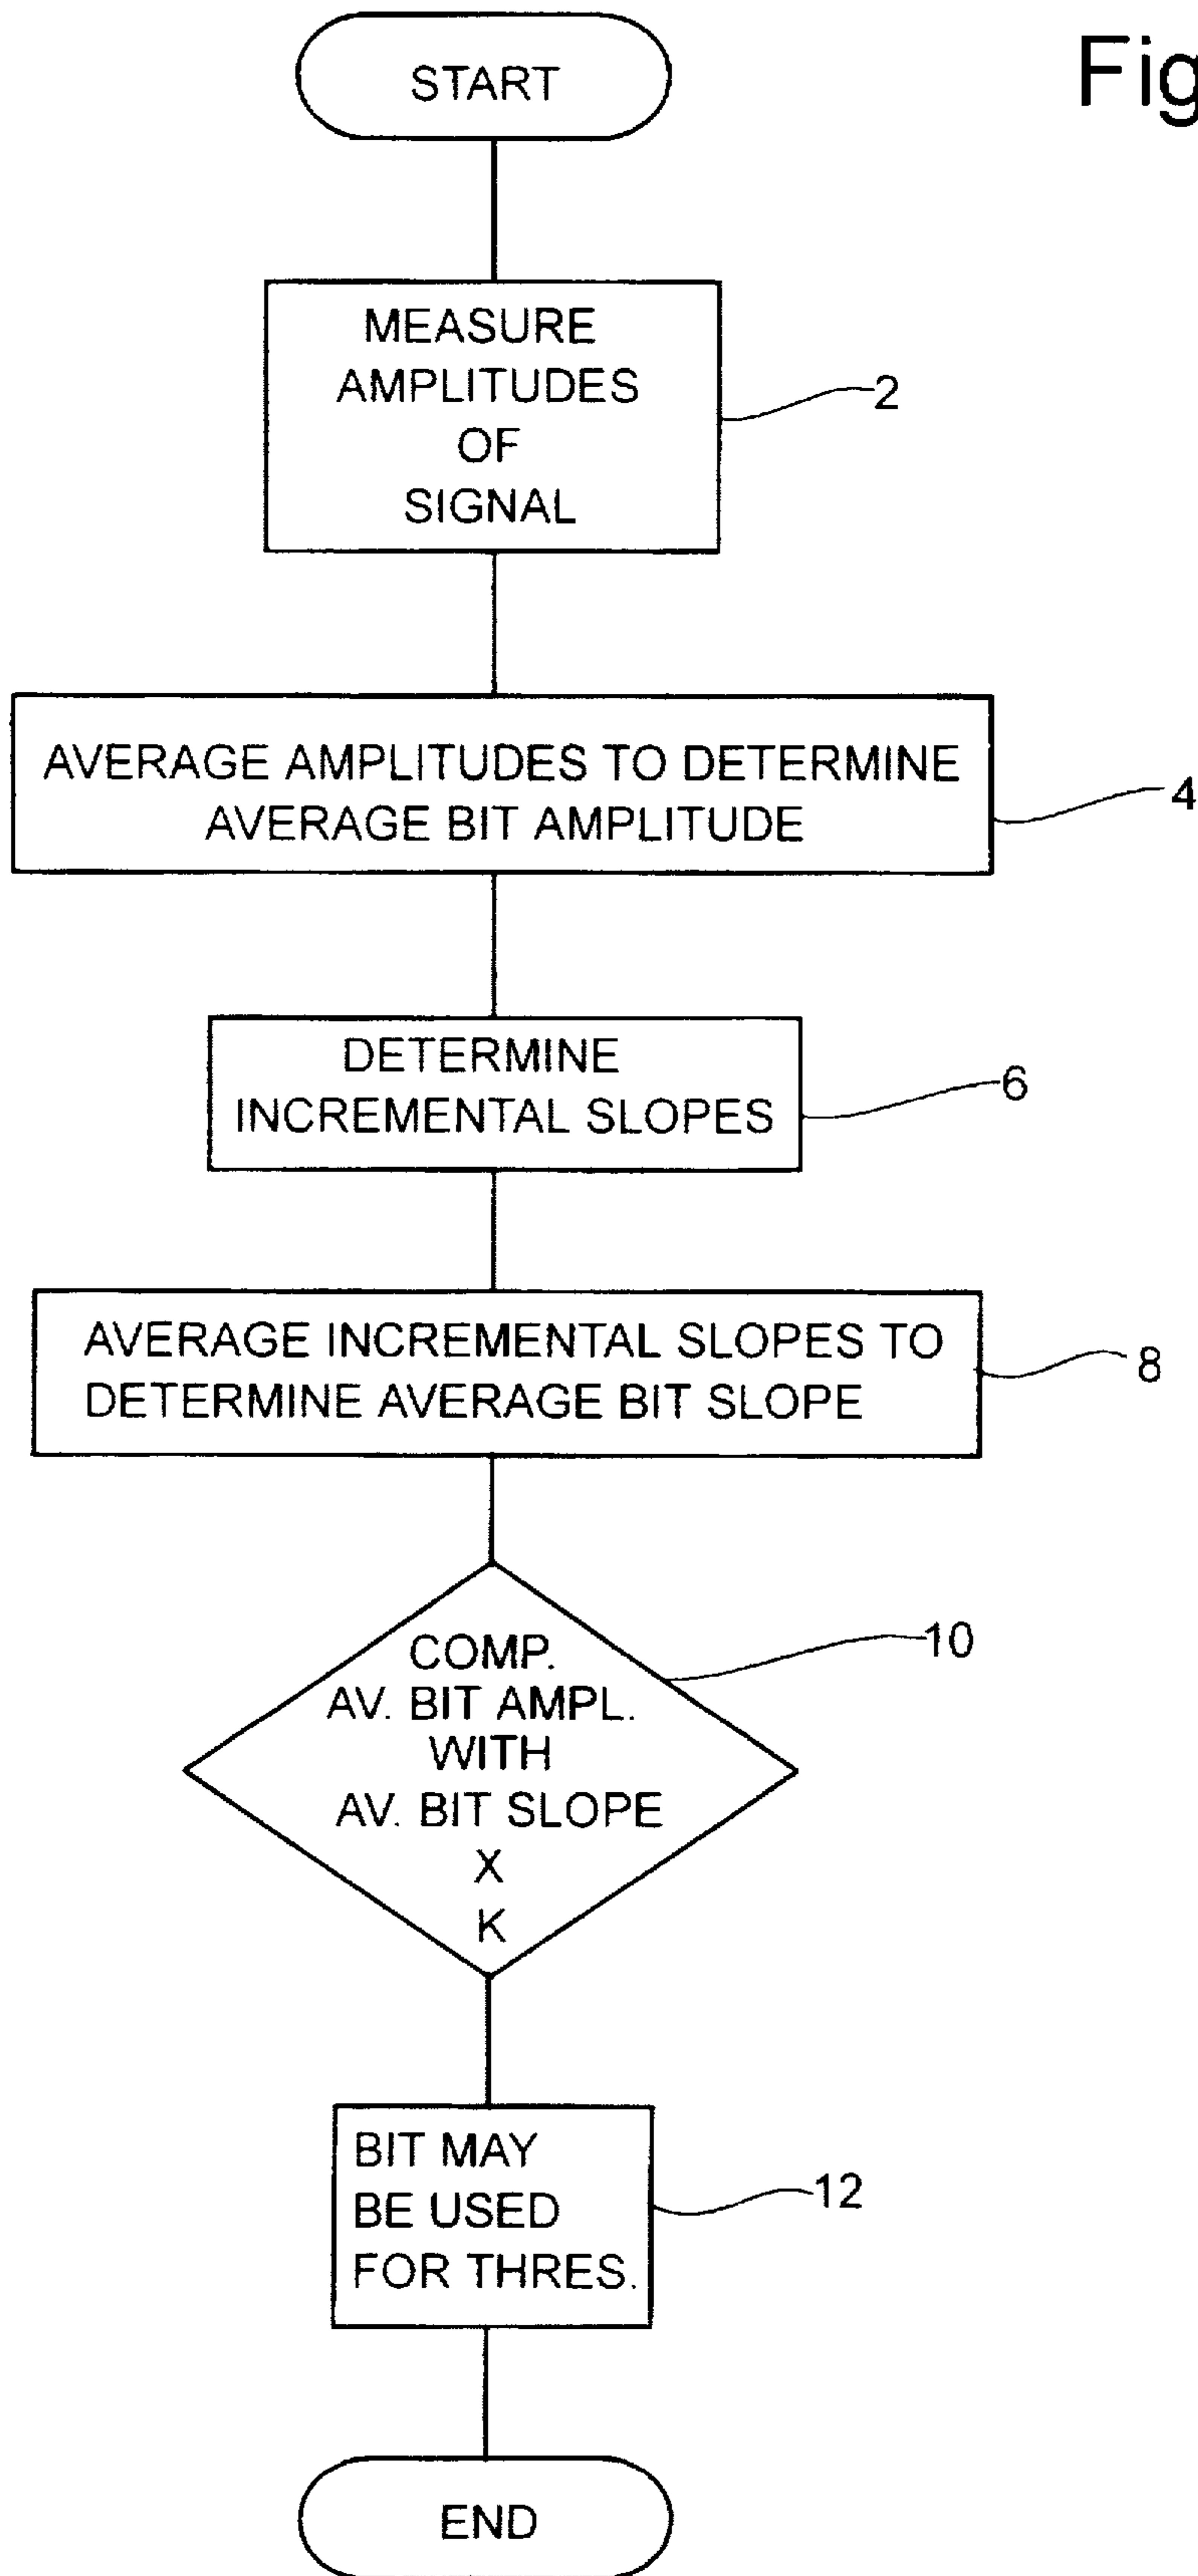 Fig
START
MEASURE
AMPLITUDES
OF
SIGNAL
2
AVERAGE AMPLITUDES TO DETERMINE
AVERAGE BIT AMPLITUDE
4
DETERMINE
INCREMENTAL SLOPES
6
AVERAGE INCREMENTAL SLOPES TO
DETERMINE AVERAGE BIT SLOPE
8
COMP.
AV. BIT AMPL.
WITH
AV. BIT SLOPE
X
K
10
BIT MAY
BE USED
FOR THRES.
12
END